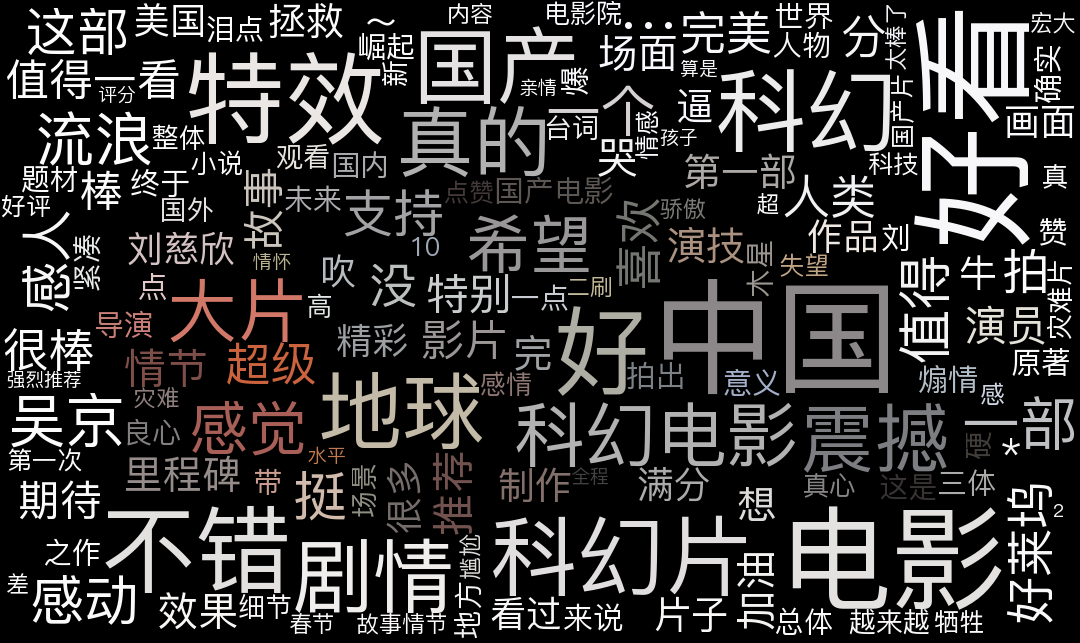 这部
美国
泪点
拯救
～
内容
电影院
…
完美
世界
人物
分
太棒了
好看
宏大
值得一看
评分
特效
崛起
新
国产
亲情
爆
场面
算是
科幻
国产片
确实
画面
流浪
整体
小说
观看
国内
真的
台词
个
哭
情感
逼
孩子
第一部
科技
真
题材
棒
终于
好评
国外
故事
未来
支持
点赞
国产电影
希望
喜欢
骄傲
超
人类
作品
刘
赞
感人
紧凑
刘慈欣
情怀
10
演技
木星
失望
值得
牛
拍
灾难片
点
大片
高
吹
没
特别
一点
二刷
好
中国
演员
很棒
导演
情节
超级
精彩
影片
完
拍出
意义
煽情
原著
强烈推荐
灾难
感觉
地球
感情
感
吴京
良心
科幻电影
震撼
一部
硬
*
第一次
里程碑
水平
带
挺
场景
很多
推荐
制作
全程
满分
真心
这是
三体
期待
想
好莱坞
2
之作
不错
剧情
尴尬
科幻片
电影
加油
差
感动
效果
细节
春节
故事情节
地方
看过
来说
片子
总体
越来越
牺牲